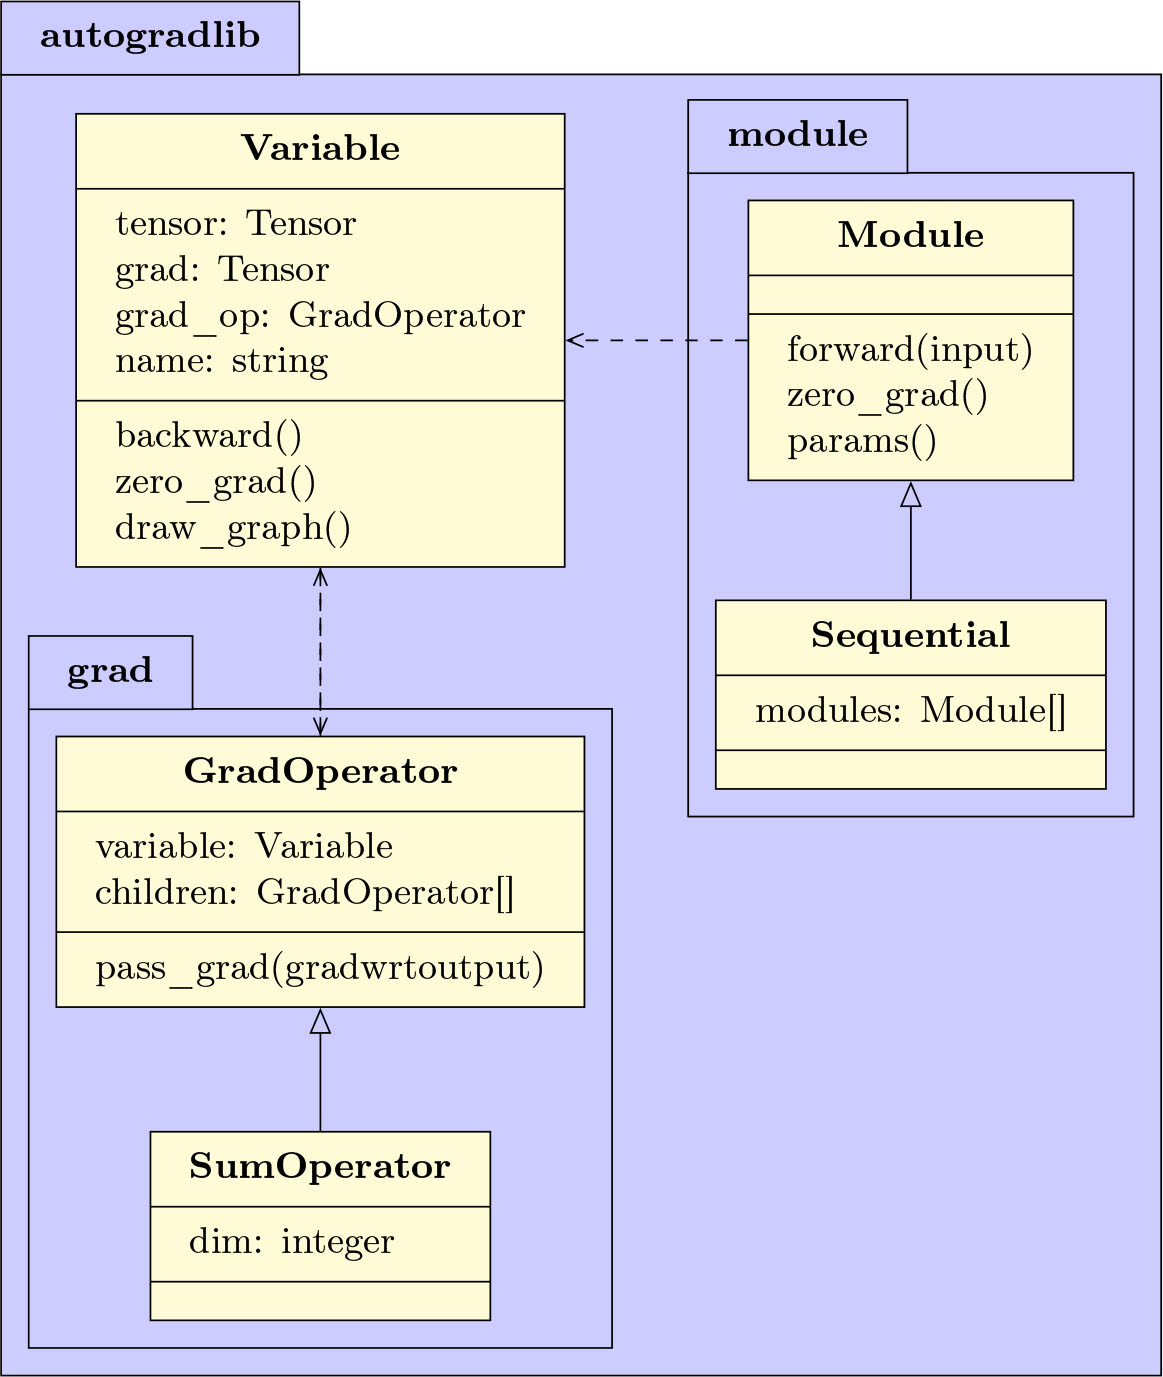 autogradlib
Variable
tensor: Tensor
grad: Tensor
grad_op: GradOperator
name: string
backward()
zero_grad()
draw_graph()
module
Module
forward(input)
zero_grad()
params()
Sequential
modules: Module[]
grad
GradOperator
variable: Variable
children: GradOperator[]
pass_grad(gradwrtoutput)
SumOperator
dim: integer